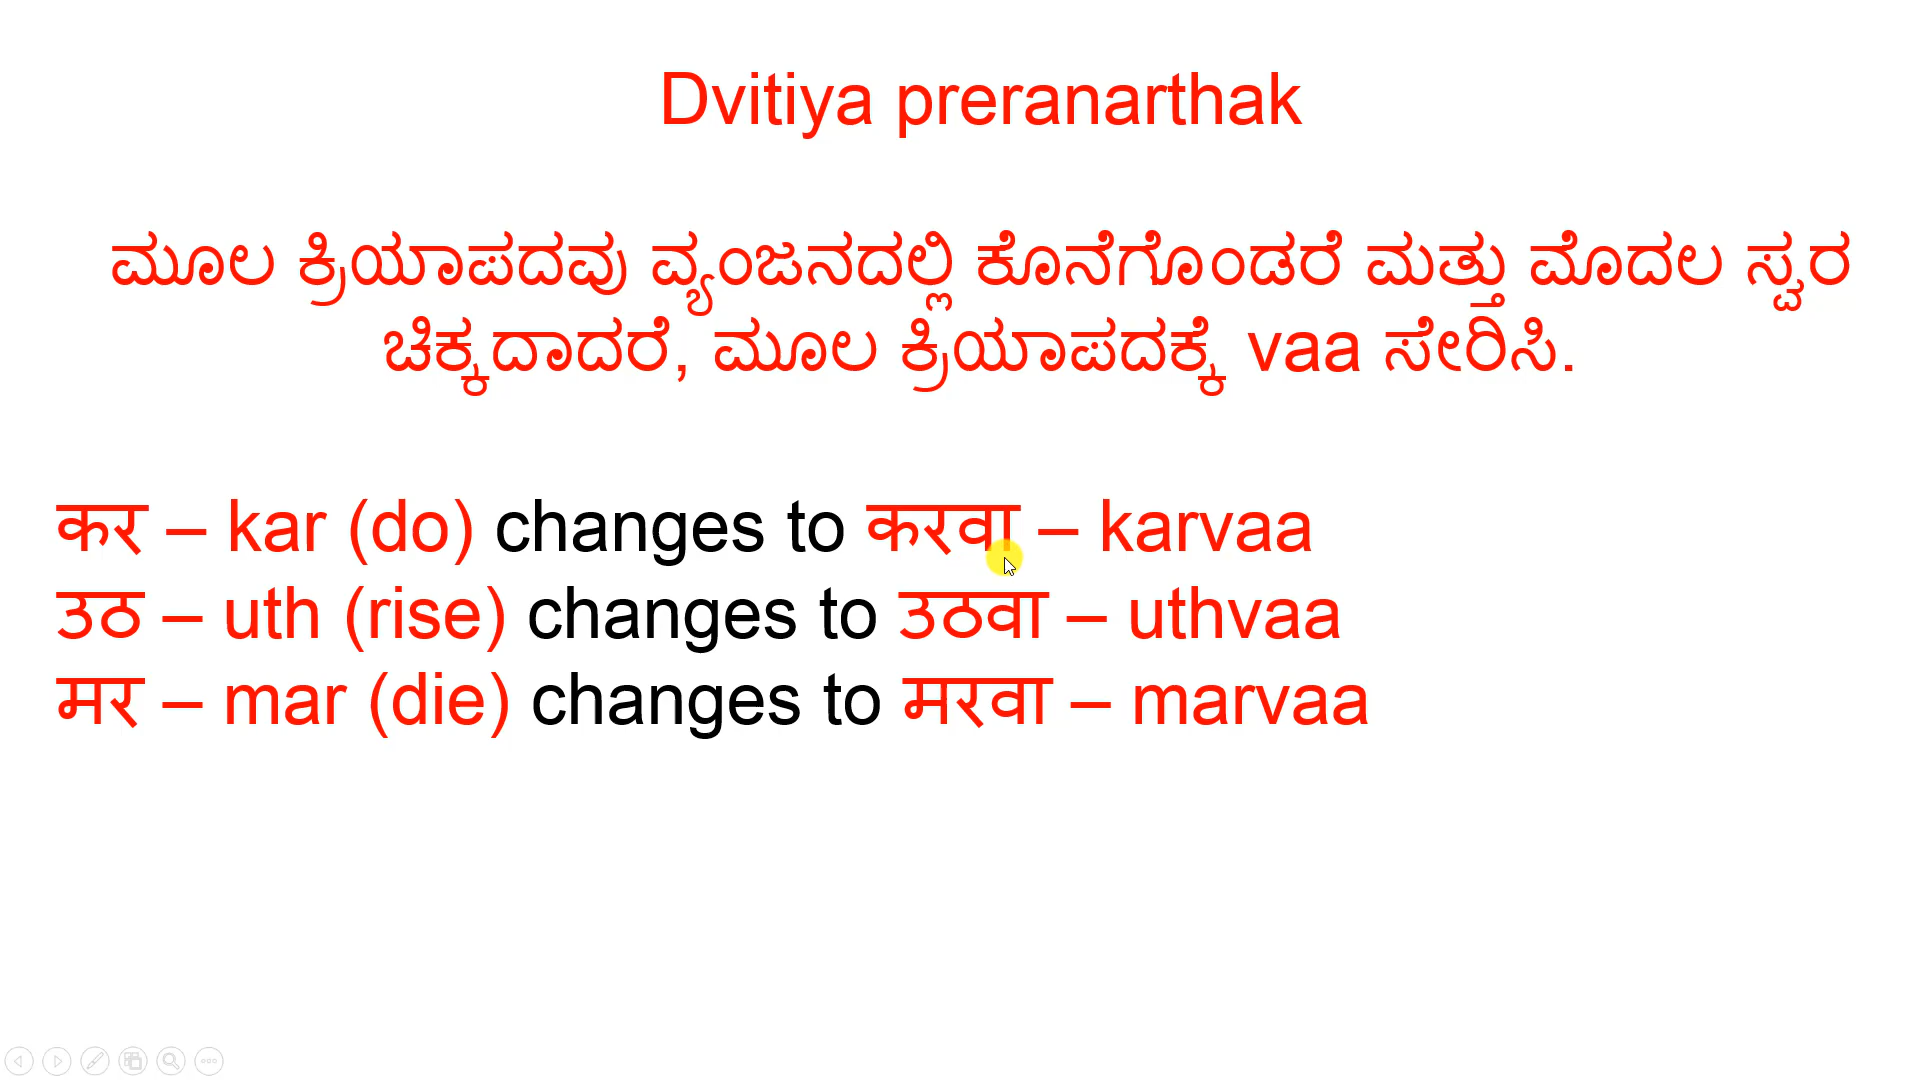 Dvitiya preranarthak
ಮೂಲ ಕ್ರಿಯಾಪದವು ವ್ಯಂಜನದಲ್ಲಿ ಕೊನೆಗೊಂಡರೆ ಮತ್ತು ಮೊದಲ ಸ್ವರ
ಚಿಕ್ಕದಾದರೆ, ಮೂಲ ಕ್ರಿಯಾಪದಕ್ಕೆ vaa ಸೇರಿಸಿ.
कर – kar (do) changes to करवा – karvaa
उठ – uth (rise) changes to उठवा – uthvaa
मर – mar (die) changes to मरवा – marvaa